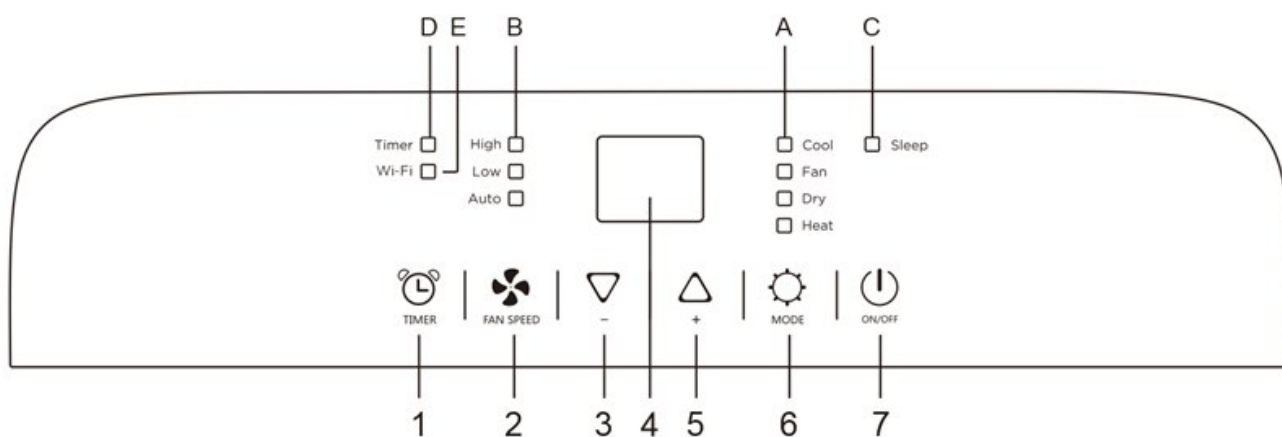 D E B A C
Timer High Cool Sleep
Wi-Fi Low Fan
Auto Dry
Heat
TIMER FAN SPEED − + MODE ON/OFF
1 2 3 4 5 6 7